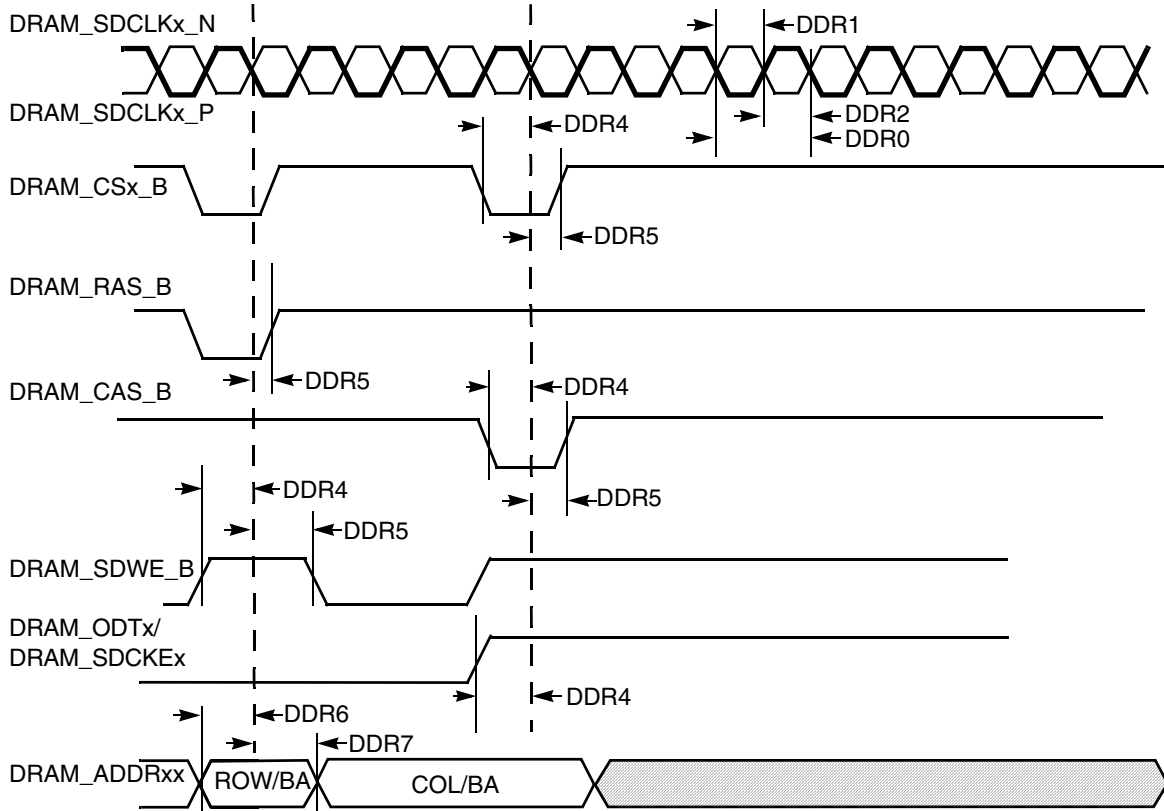 DRAM_SDCLKx_N
DDR1
DRAM_SDCLKx_P
DDR4
DDR2
DDR0
DRAM_CSx_B
DDR5
DRAM_RAS_B
DDR5
DDR4
DRAM_CAS_B
DDR4
DDR5
DDR5
DRAM_SDWE_B
DRAM_ODTx/
DRAM_SDCKEx
DDR4
DDR6
DDR7
DRAM_ADDRxx
ROW/BA
COL/BA